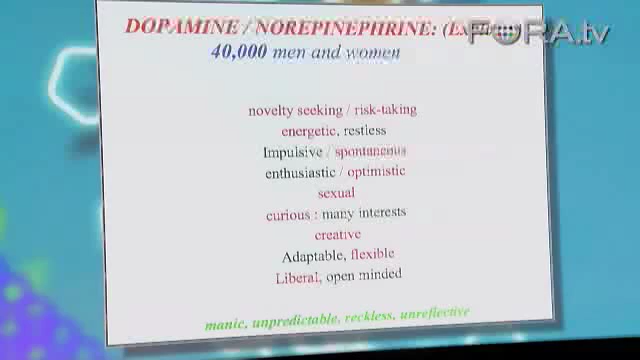 DOPAMINE / NOREPINEPHRINE:
FORA.tv
40,000 men and women
novelty seeking / risk-taking
energetic, restless
Impulsive / spontaneous
enthusiastic / optimistic
sexual
curious : many interests
creative
Adaptable, flexible
Liberal, open minded
manic, unpredictable, reckless, unreflective